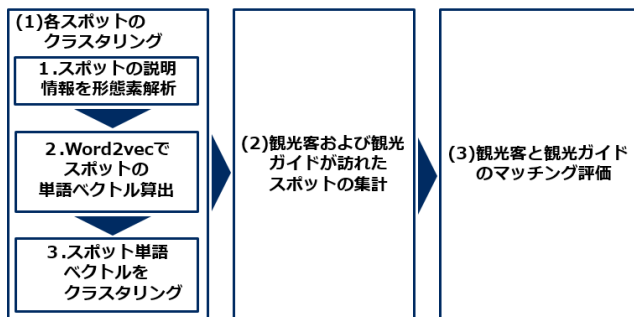 (1)各スポットの
クラスタリング
１.スポットの説明
情報を形態素解析
２.Word2vecで
スポットの
単語ベクトル算出
３.スポット単語
ベクトルを
クラスタリング
(2)観光客および観光
ガイドが訪れた
スポットの集計
(3)観光客と観光ガイド
のマッチング評価